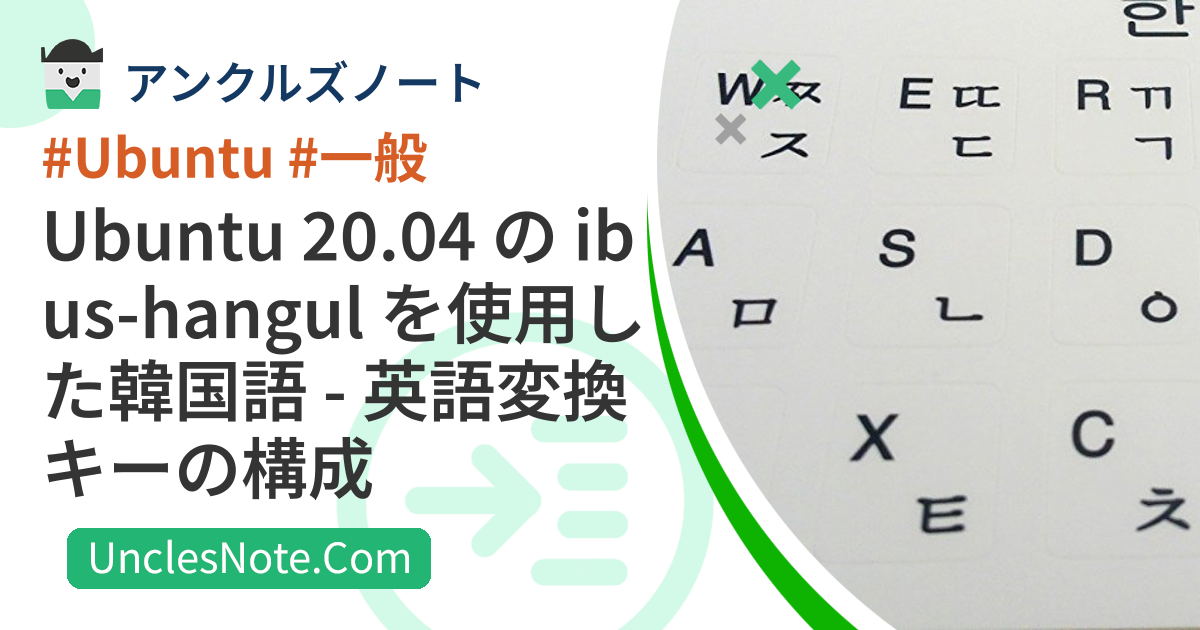 アンクルズノート
#Ubuntu #一般
Ubuntu 20.04 の ib
us-hangul を使用し
た韓国語 - 英語変換
キーの構成
UnclesNote.Com
한
W ㅉ
ㅈ
E ㄸ
ㄷ
R ㄲ
ㄱ
A
ㅁ
S
ㄴ
D
ㅇ
X
ㅌ
C
ㅊ